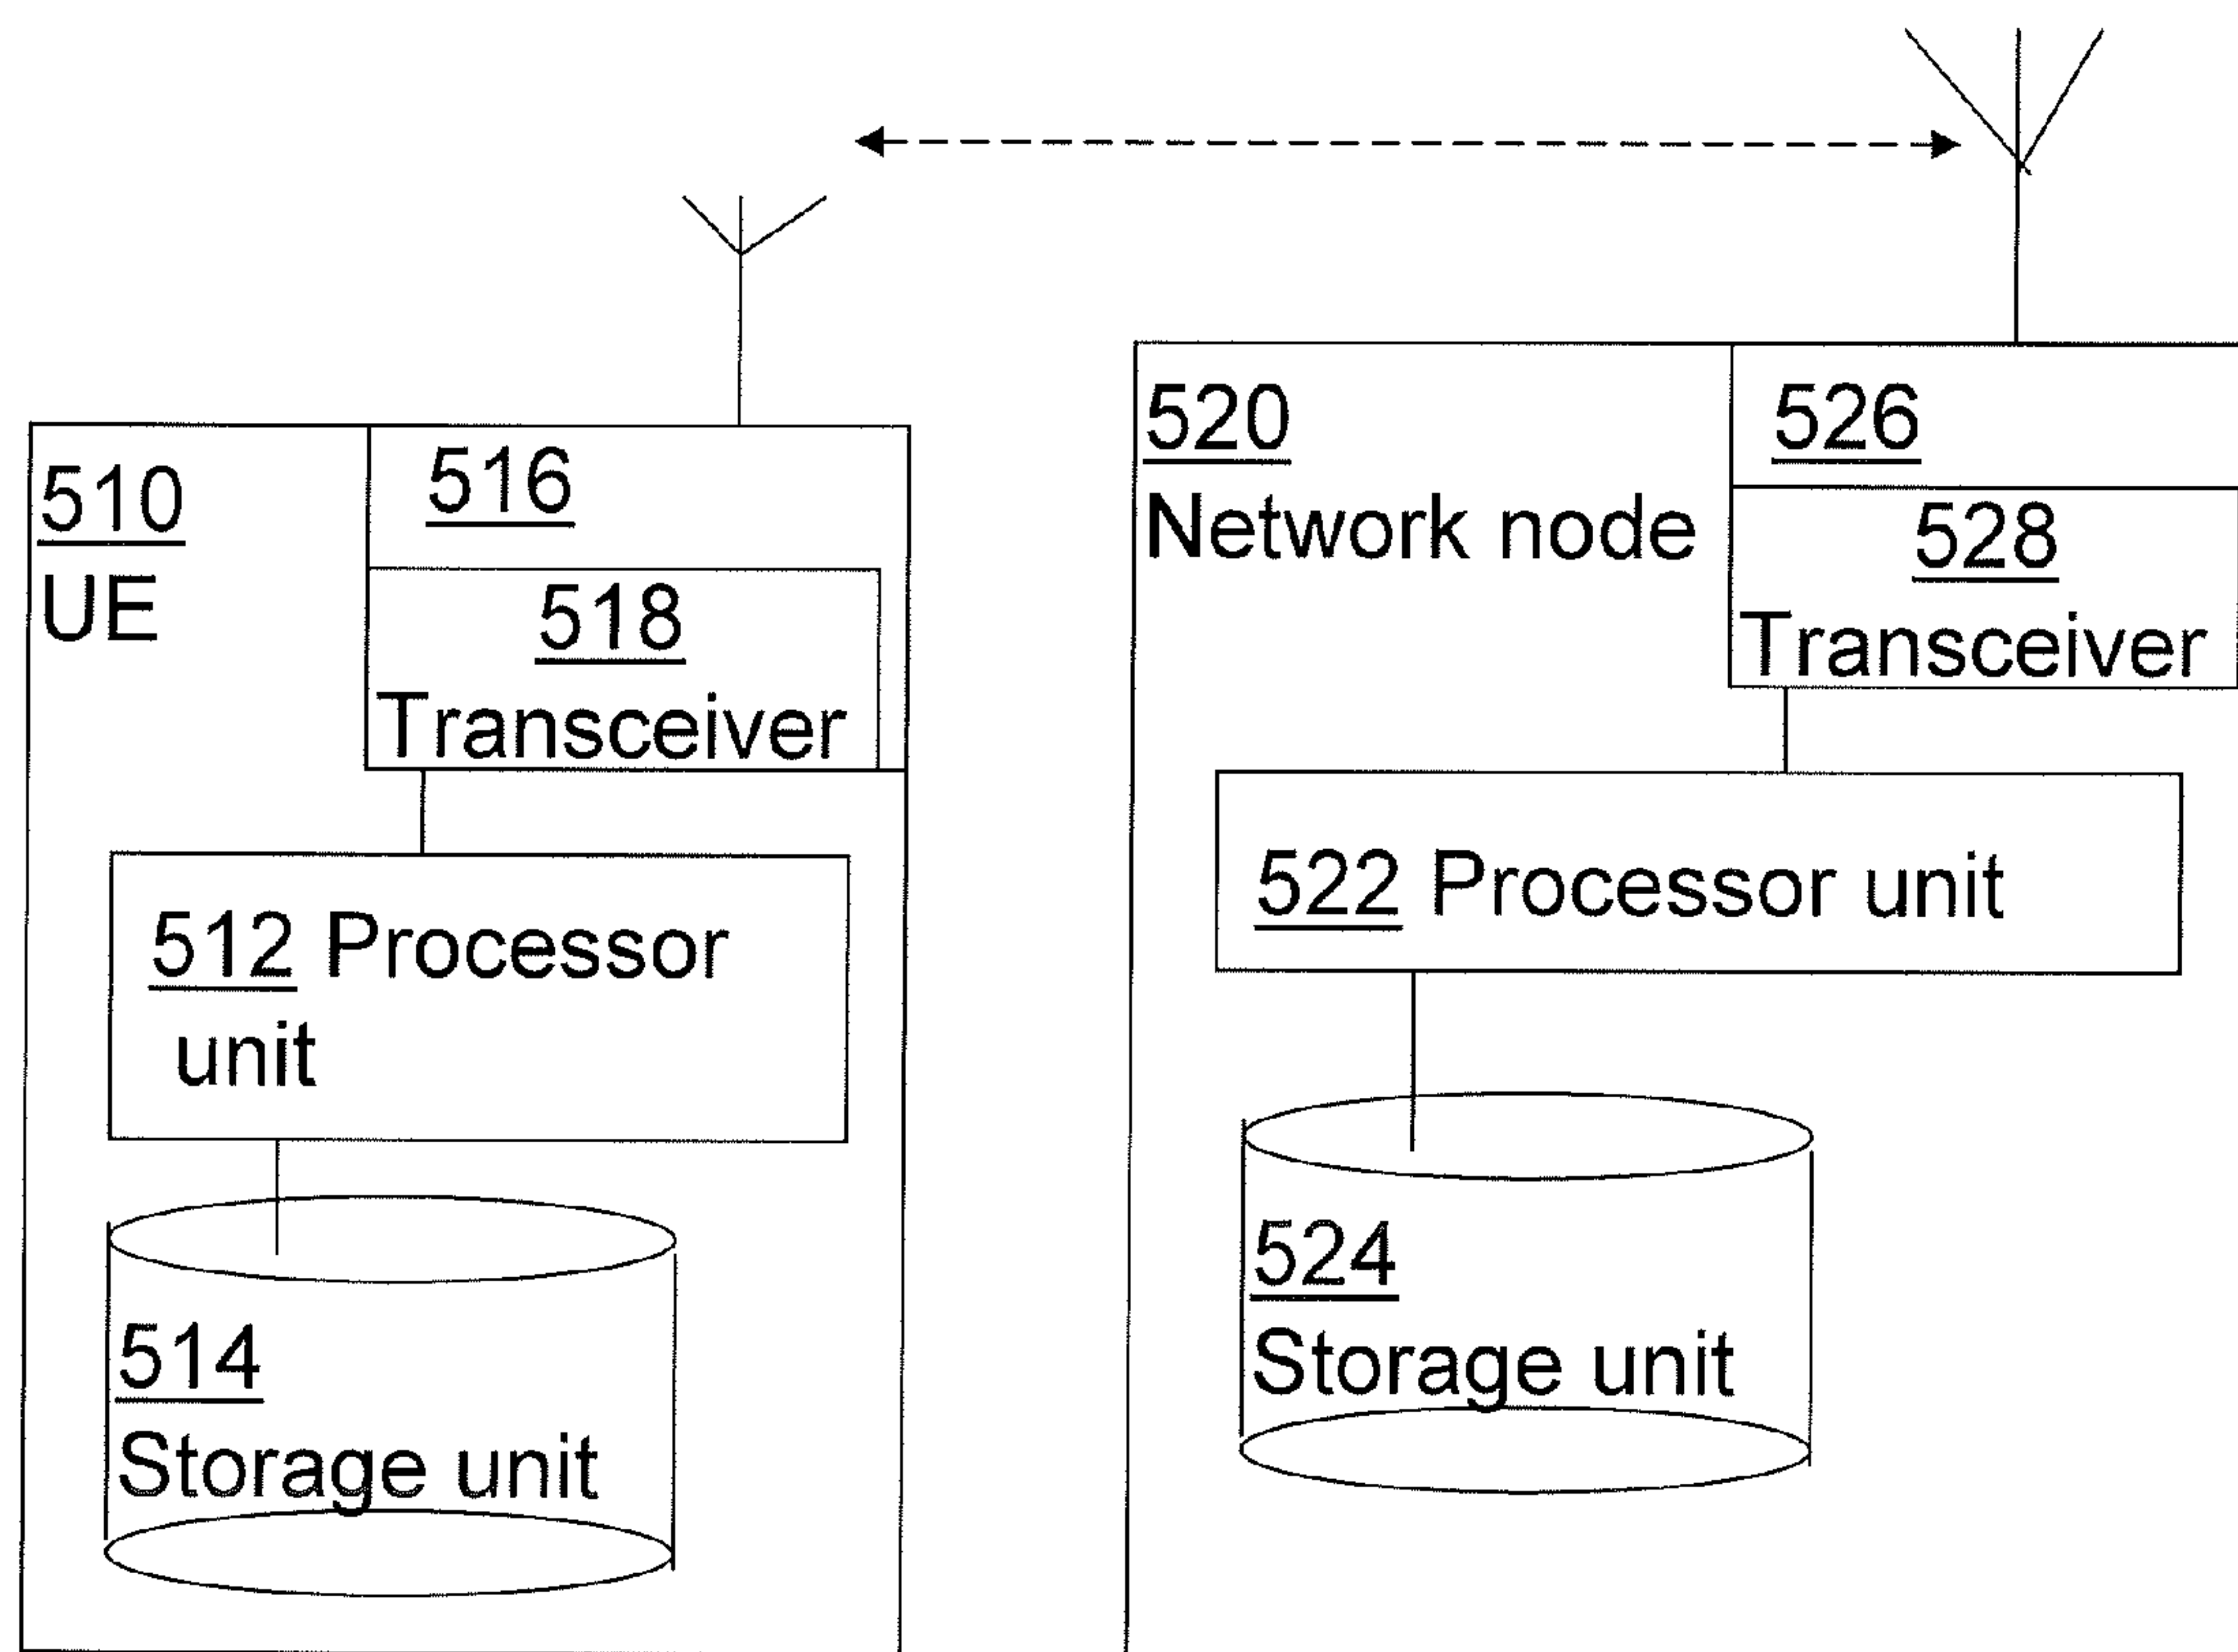 510
UE
516
518
Transceiver
512 Processor
unit
514
Storage unit
520
Network node
526
528
Transceiver
522 Processor unit
524
Storage unit